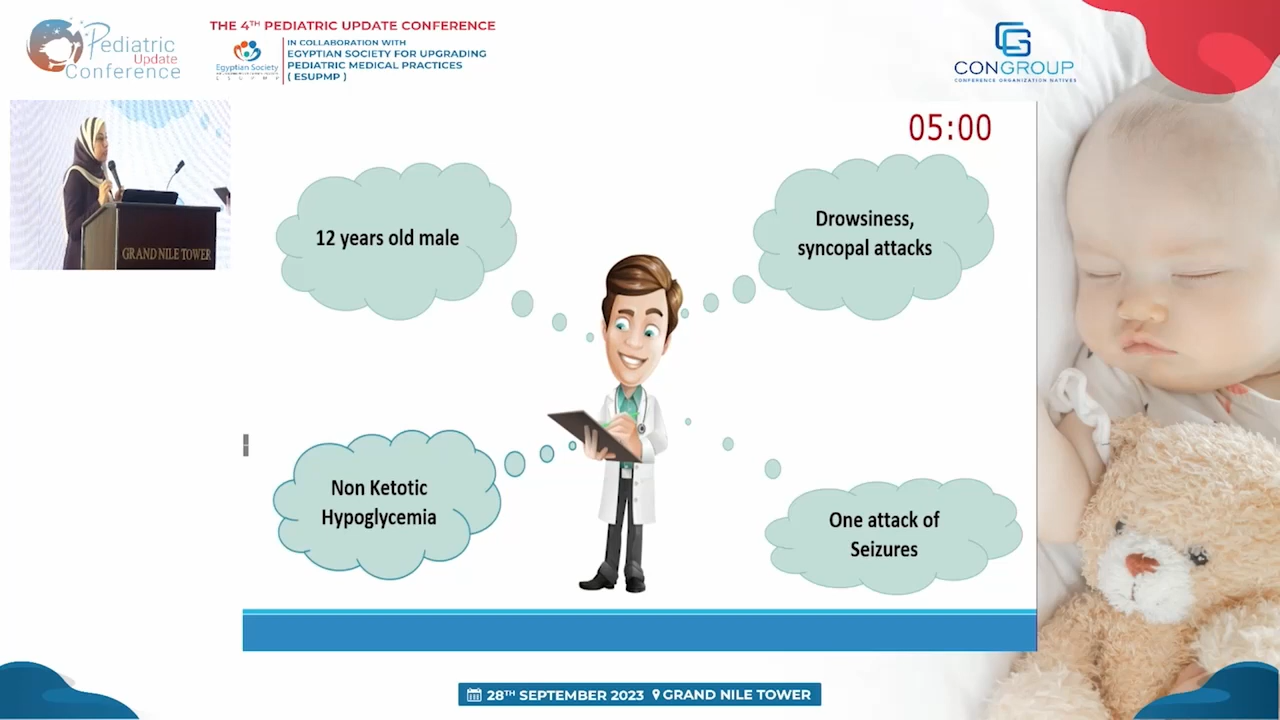 Pediatric
Update
Conference
THE 4TH PEDIATRIC UPDATE CONFERENCE
Egyptian Society
E S U P M P
IN COLLABORATION WITH
EGYPTIAN SOCIETY FOR UPGRADING
PEDIATRIC MEDICAL PRACTICES
( ESUPMP )
CONGROUP
CONFERENCE ORGANIZATION NATIVES
05:00
GRAND NILE TOWER
12 years old male
Drowsiness,
syncopal attacks
Non Ketotic
Hypoglycemia
One attack of
Seizures
28TH SEPTEMBER 2023 GRAND NILE TOWER